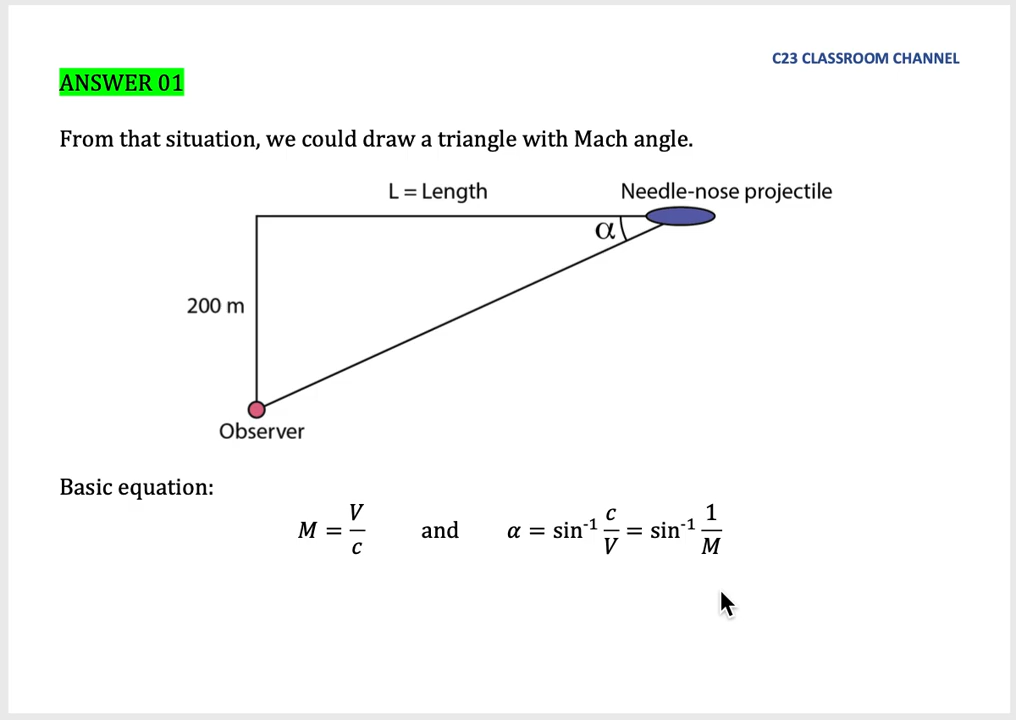 C23 CLASSROOM CHANNEL
ANSWER 01
From that situation, we could draw a triangle with Mach angle.
L = Length
Needle-nose projectile
α
200 m
Observer
Basic equation:
M = V/c and α = sin⁻¹ c/V = sin⁻¹ 1/M